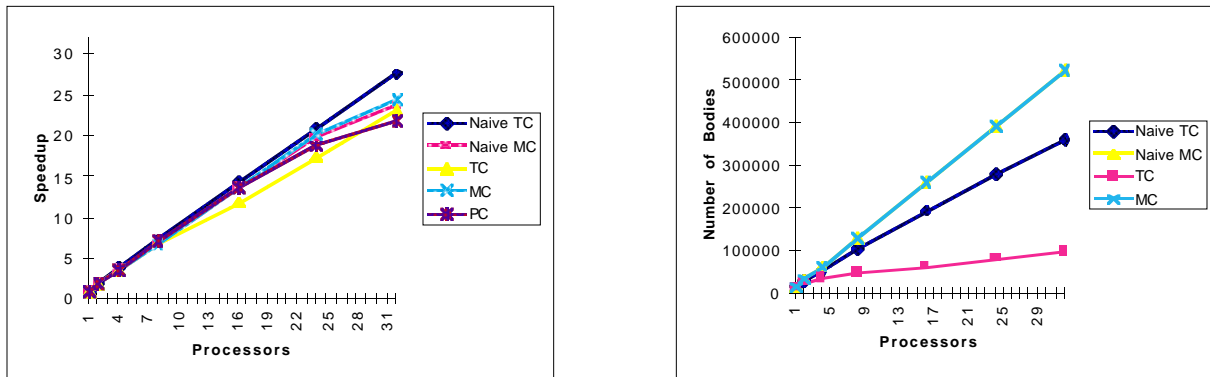 30
25
20
15
10
5
0
Speedup
1
4
7
10
13
16
19
22
25
28
31
Processors
Naive TC
Naive MC
TC
MC
PC
600000
500000
400000
300000
200000
100000
0
Number of Bodies
1
5
9
13
17
21
25
29
Processors
Naive TC
Naive MC
TC
MC